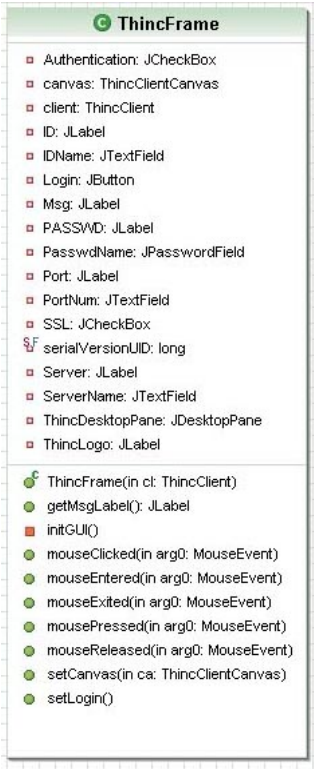 C ThincFrame
Authentication: JCheckBox
canvas: ThincClientCanvas
client: ThincClient
ID: JLabel
IDName: JTextField
Login: JButton
Msg: JLabel
PASSWD: JLabel
PasswdName: JPasswordField
Port: JLabel
PortNum: JTextField
SSL: JCheckBox
S F serialVersionUID: long
Server: JLabel
ServerName: JTextField
ThincDesktopPane: JDesktopPane
ThincLogo: JLabel
C ThincFrame(in cl: ThincClient)
getMsgLabel(): JLabel
initGUI()
mouseClicked(in arg0: MouseEvent)
mouseEntered(in arg0: MouseEvent)
mouseExited(in arg0: MouseEvent)
mousePressed(in arg0: MouseEvent)
mouseReleased(in arg0: MouseEvent)
setCanvas(in ca: ThincClientCanvas)
setLogin()